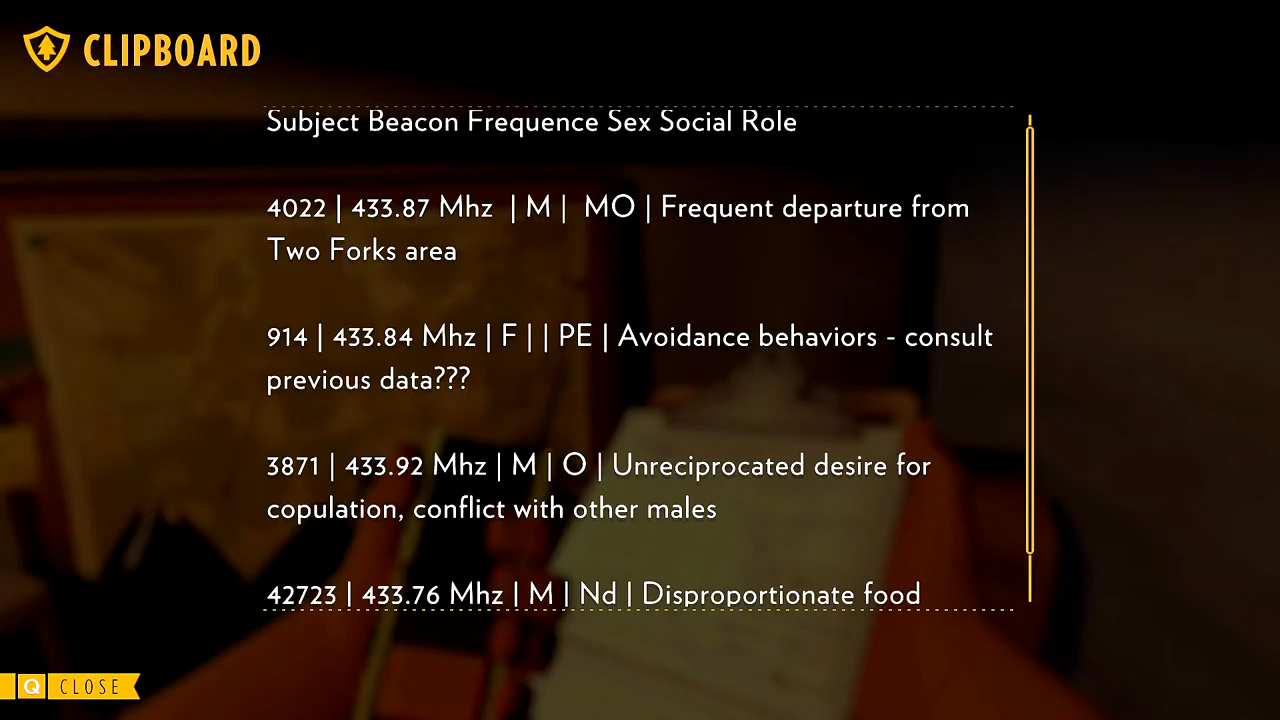 CLIPBOARD
Subject Beacon Frequence Sex Social Role
4022 | 433.87 Mhz | M | MO | Frequent departure from
Two Forks area
914 | 433.84 Mhz | F | | PE | Avoidance behaviors - consult
previous data???
3871 | 433.92 Mhz | M | O | Unreciprocated desire for
copulation, conflict with other males
42723 | 433.76 Mhz | M | Nd | Disproportionate food
Q CLOSE